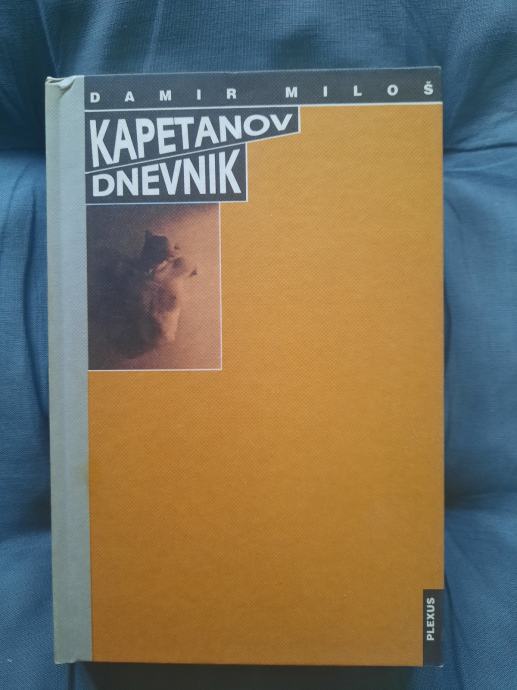 DAMIR MILOŠ
KAPETANOV
DNEVNIK
PLEXUS